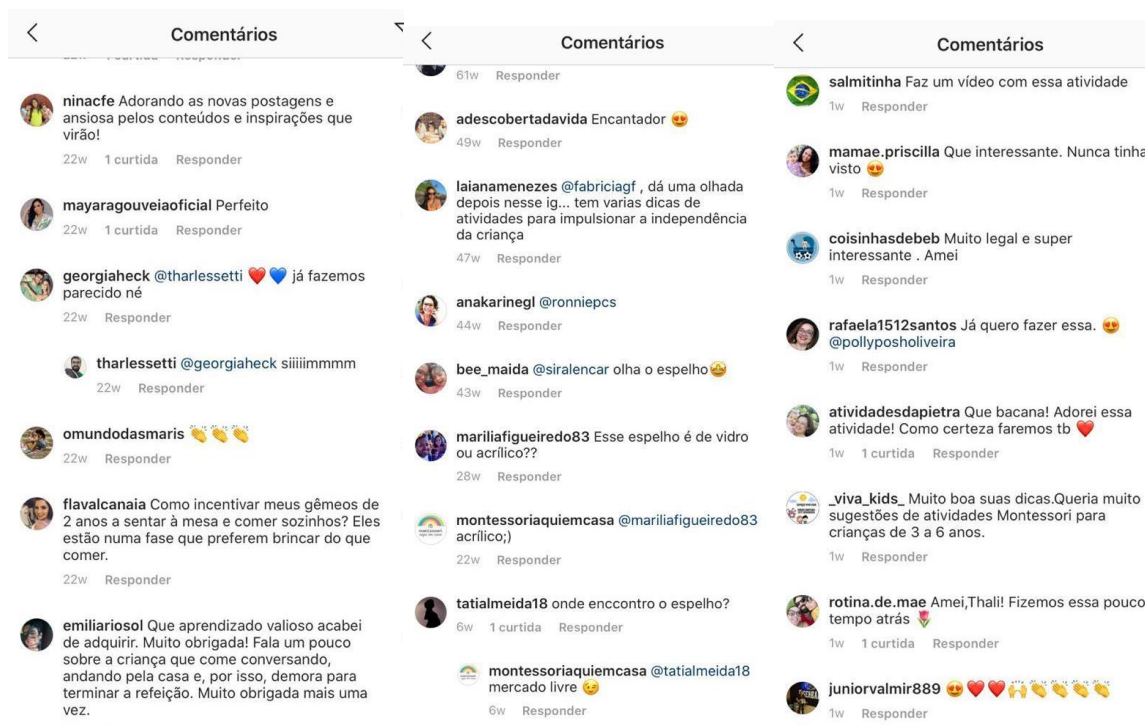 Comentários
ninacfe Adorando as novas postagens e
ansiosa pelos conteúdos e inspirações que
virão!
22w 1 curtida Responder
mayaragouveiaoficial Perfeito
22w 1 curtida Responder
georgiaheck @tharlessetti ❤️💙 já fazemos
parecido né
22w Responder
tharlessetti @georgiaheck siiiiimmmm
22w Responder
omundodasmaris 👏👏👏
22w Responder
flavalcanaia Como incentivar meus gêmeos de
2 anos a sentar à mesa e comer sozinhos? Eles
estão numa fase que preferem brincar do que
comer.
22w Responder
emiliariosol Que aprendizado valioso acabei
de adquirir. Muito obrigada! Fala um pouco
sobre a criança que come conversando,
andando pela casa e, por isso, demora para
terminar a refeição. Muito obrigada mais uma
vez.
Comentários
61w Responder
adescobertadavida Encantador 😍
49w Responder
laianamenezes @fabriciagf , dá uma olhada
depois nesse ig... tem varias dicas de
atividades para impulsionar a independência
da criança
47w Responder
anakarinegl @ronniepcs
44w Responder
bee_maida @siralencar olha o espelho🤩
43w Responder
mariliafigueiredo83 Esse espelho é de vidro
ou acrílico??
28w Responder
montessoriaquiemcasa @mariliafigueiredo83
acrílico;)
22w Responder
tatialmeida18 onde enccontro o espelho?
6w 1 curtida Responder
montessoriaquiemcasa @tatialmeida18
mercado livre 😉
6w Responder
Comentários
salmitinha Faz um vídeo com essa atividade
1w Responder
mamae.priscilla Que interessante. Nunca tinha
visto 😍
1w Responder
coisinhasdebeb Muito legal e super
interessante . Amei
1w Responder
rafaela1512santos Já quero fazer essa. 😍
@pollyposholiveira
1w Responder
atividadesdapietra Que bacana! Adorei essa
atividade! Como certeza faremos tb ❤️
1w 1 curtida Responder
_viva_kids_ Muito boa suas dicas.Queria muito
sugestões de atividades Montessori para
crianças de 3 a 6 anos.
1w Responder
rotina.de.mae Amei,Thali! Fizemos essa pouco
tempo atrás 🌷
1w 1 curtida Responder
juniorvalmir889 😍❤️❤️🙌👏👏👏👏
1w Responder